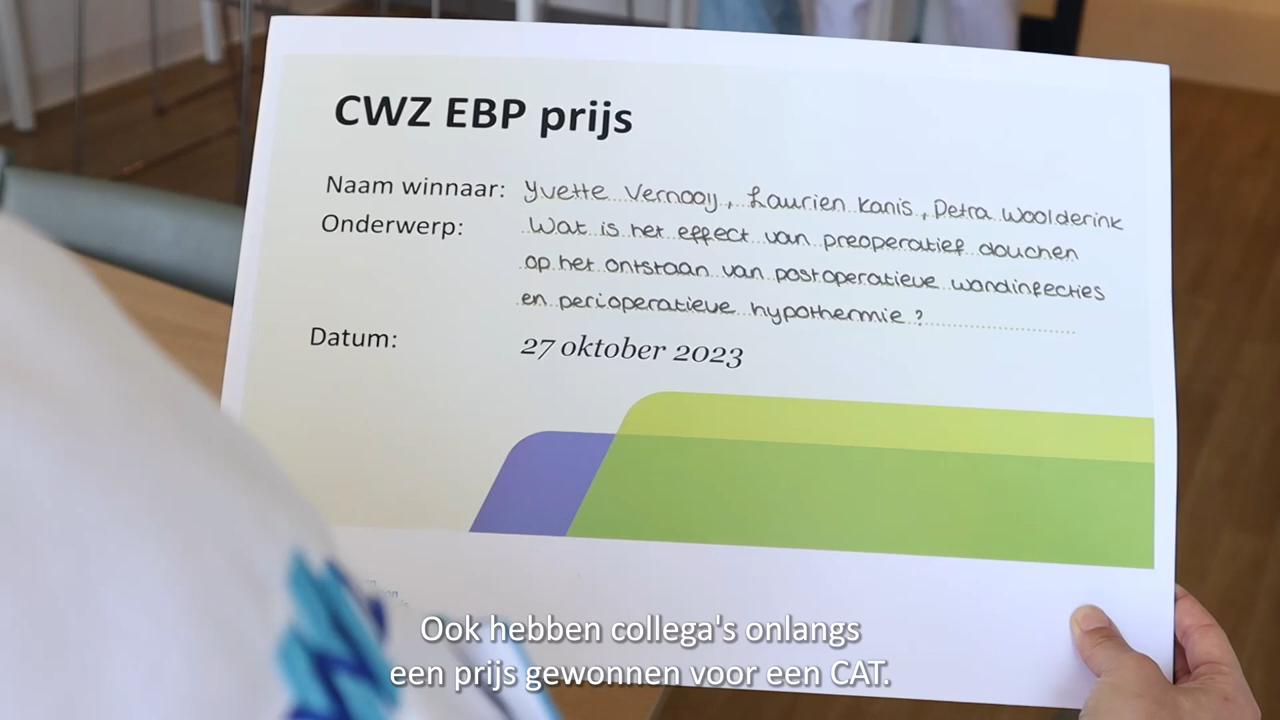 CWZ EBP prijs
Naam winnaar: Yvette Vernooy, Laurien Kanis, Petra Woolderink
Onderwerp: Wat is het effect van preoperatief douchen
op het ontstaan van postoperatieve wondinfecties
en perioperatieve hypothermie?
Datum: 27 oktober 2023
Ook hebben collega's onlangs
een prijs gewonnen voor een CAT.